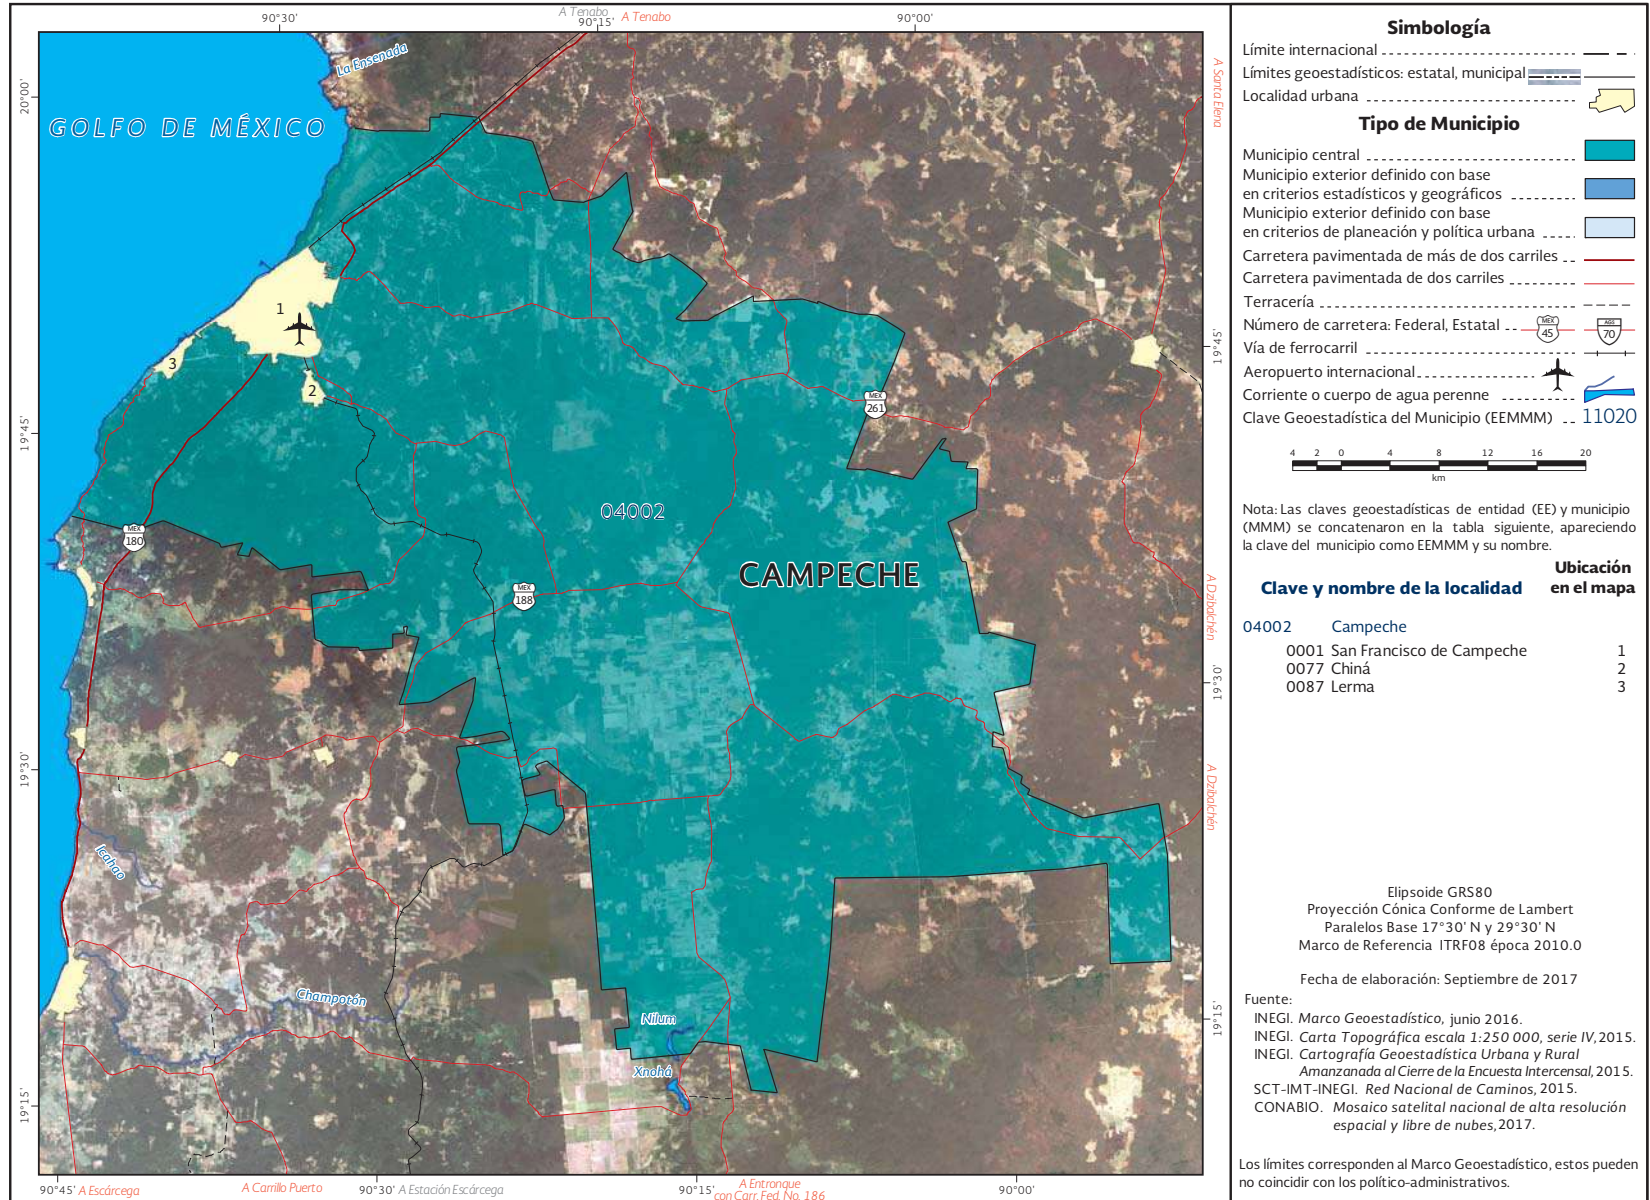 A Tenabo
90°30'
90°15'
A Tenabo
90°00'
La Ensenada
20°00'
A Santa Elena
GOLFO DE MÉXICO
1
3
2
19°45'
19°45'
MEX
261
04002
CAMPECHE
MEX
180
MEX
188
A Dzibalchén
19°30'
19°30'
A Dzibalchén
Icahao
Champotón
Nilum
19°15'
Xnohá
19°15'
90°45'
A Escárcega
A Carrillo Puerto
90°30'
A Estación Escárcega
90°15'
A Entronque
con Carr. Fed. No. 186
90°00'
Simbología
Límite internacional
Límites geoestadísticos: estatal, municipal
Localidad urbana
Tipo de Municipio
Municipio central
Municipio exterior definido con base
en criterios estadísticos y geográficos
Municipio exterior definido con base
en criterios de planeación y política urbana
Carretera pavimentada de más de dos carriles
Carretera pavimentada de dos carriles
Terracería
Número de carretera: Federal, Estatal MEX 45 AGS 70
Vía de ferrocarril
Aeropuerto internacional
Corriente o cuerpo de agua perenne
Clave Geoestadística del Municipio (EEMMM) 11020
4 2 0 4 8 12 16 20
km
Nota: Las claves geoestadísticas de entidad (EE) y municipio
(MMM) se concatenaron en la tabla siguiente, apareciendo
la clave del municipio como EEMMM y su nombre.
Clave y nombre de la localidad
Ubicación
en el mapa
04002 Campeche
0001 San Francisco de Campeche 1
0077 Chiná 2
0087 Lerma 3
Elipsoide GRS80
Proyección Cónica Conforme de Lambert
Paralelos Base 17°30' N y 29°30' N
Marco de Referencia ITRF08 época 2010.0
Fecha de elaboración: Septiembre de 2017
Fuente:
INEGI. Marco Geoestadístico, junio 2016.
INEGI. Carta Topográfica escala 1:250 000, serie IV, 2015.
INEGI. Cartografía Geoestadística Urbana y Rural
Amanzanada al Cierre de la Encuesta Intercensal, 2015.
SCT-IMT-INEGI. Red Nacional de Caminos, 2015.
CONABIO. Mosaico satelital nacional de alta resolución
espacial y libre de nubes, 2017.
Los límites corresponden al Marco Geoestadístico, estos pueden
no coincidir con los político-administrativos.